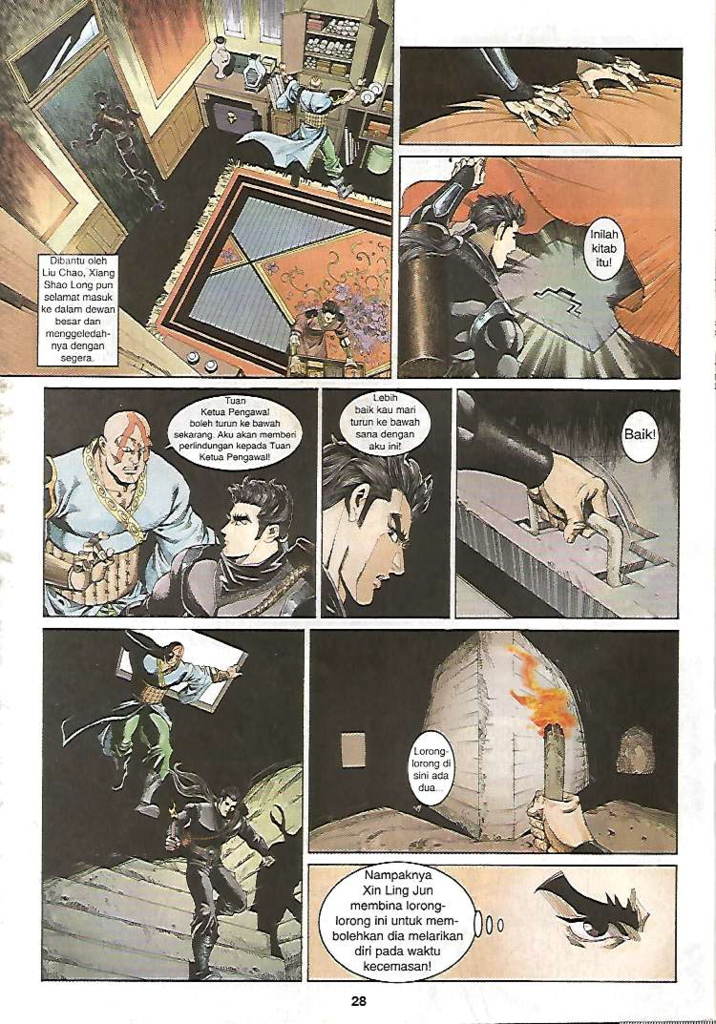 Dibantu oleh
Liu Chao, Xiang
Shao Long pun
selamat masuk
ke dalam dewan
besar dan
menggeledah-
nya dengan
segera.
Inilah
kitab
itu!
Tuan
Ketua Pengawal
boleh turun ke bawah
sekarang. Aku akan memberi
perlindungan kepada Tuan
Ketua Pengawal!
Lebih
baik kau mari
turun ke bawah
sana dengan
aku ini!
Baik!
Lorong-
lorong di
sini ada
dua...
Nampaknya
Xin Ling Jun
membina lorong-
lorong ini untuk mem-
bolehkan dia melarikan
diri pada waktu
kecemasan!
28